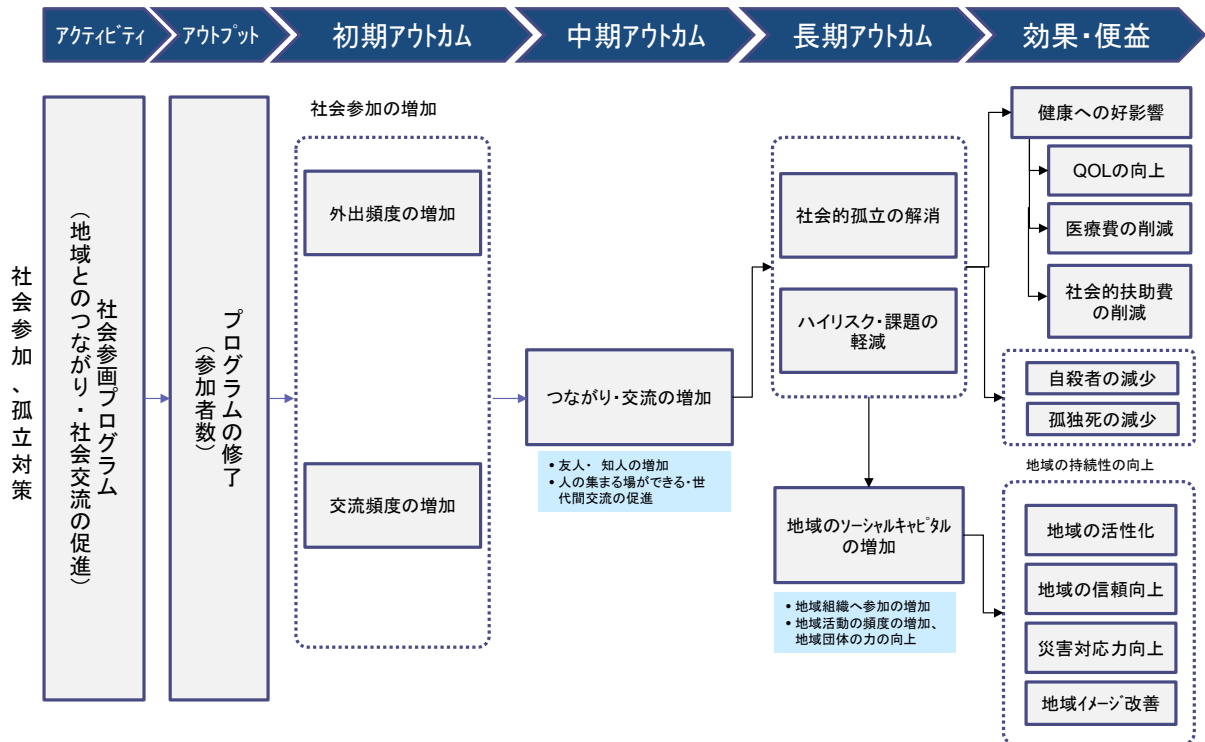 アクティビティ
アウトプット
初期アウトカム
中期アウトカム
長期アウトカム
効果・便益
社会参加、孤立対策
社会参画プログラム
（地域とのつながり・社会交流の促進）
プログラムの修了
（参加者数）
社会参加の増加
外出頻度の増加
交流頻度の増加
つながり・交流の増加
• 友人・ 知人の増加
• 人の集まる場ができる・世
代間交流の促進
社会的孤立の解消
ハイリスク・課題の
軽減
地域のソーシャルキャピタル
の増加
• 地域組織へ参加の増加
• 地域活動の頻度の増加、
地域団体の力の向上
健康への好影響
QOLの向上
医療費の削減
社会的扶助費
の削減
自殺者の減少
孤独死の減少
地域の持続性の向上
地域の活性化
地域の信頼向上
災害対応力向上
地域イメージ改善